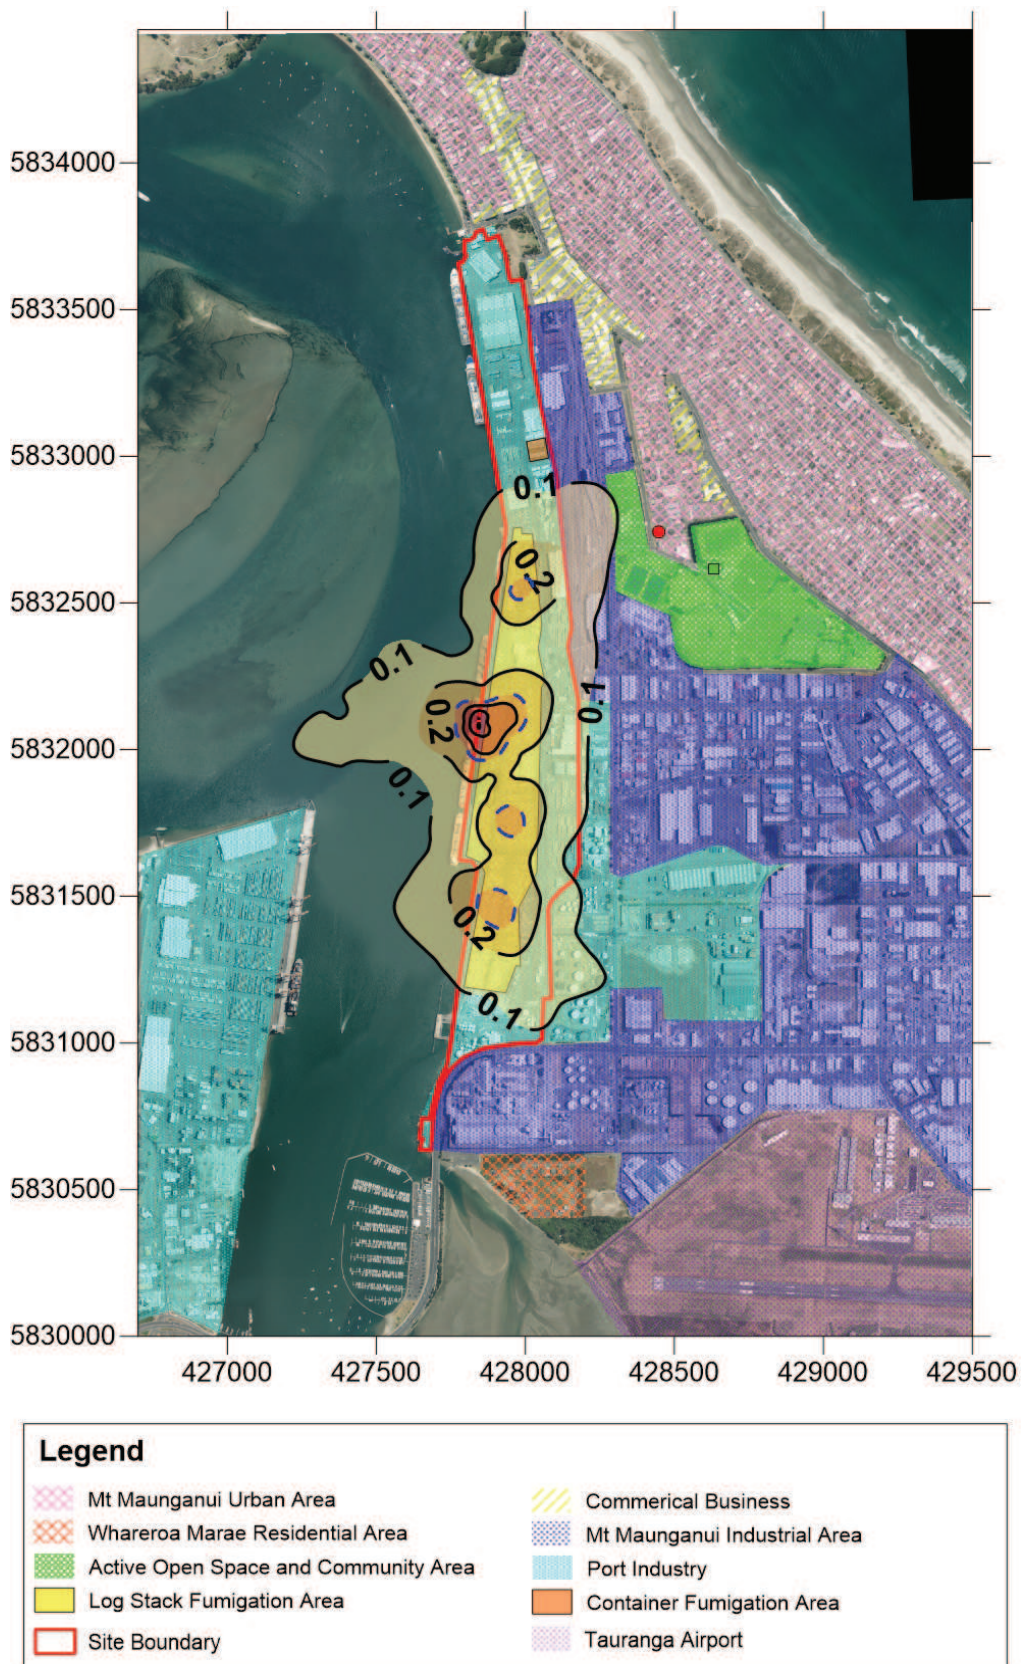 5834000
5833500
5833000
0.1
0.2
5832500
0.1
0.1
0.2
5832000
0.1
5831500
0.2
0.1
5831000
5830500
5830000
427000 427500 428000 428500 429000 429500
Legend
Mt Maunganui Urban Area
Commerical Business
Whareroa Marae Residential Area
Mt Maunganui Industrial Area
Active Open Space and Community Area
Port Industry
Log Stack Fumigation Area
Container Fumigation Area
Site Boundary
Tauranga Airport